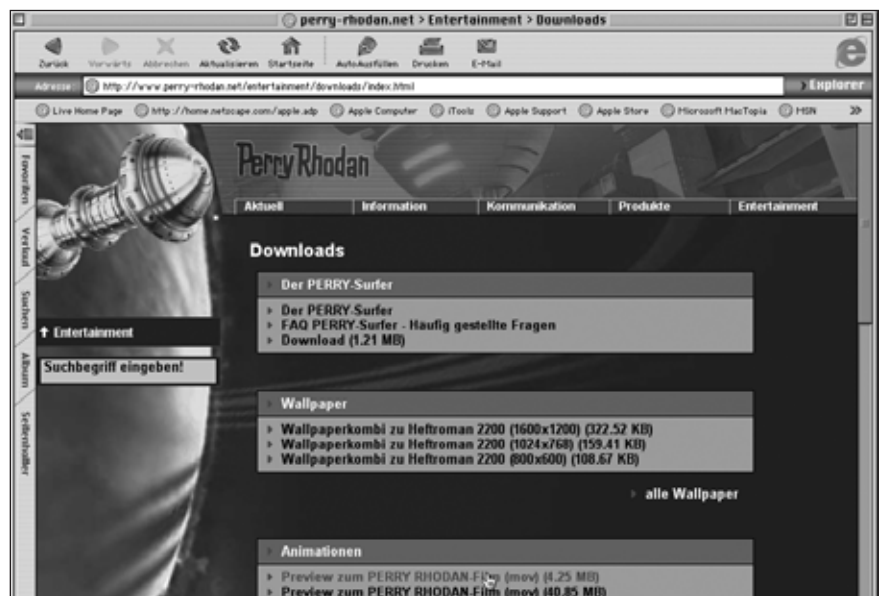 perry-rhodan.net > Entertainment > Downloads
Zurück Vorwärts Abbrechen Aktualisieren Startseite AutoAusfüllen Drucken E-Mail
Adresse http://www.perry-rhodan.net/entertainment/downloads/index.html Explorer
Live Home Page http://home.netscape.com/apple.adp Apple Computer iTools Apple Support Apple Store Microsoft MacTopia MSN
Favoriten
Verlauf
Suchen
Album
Seitenhalter
Perry Rhodan
Aktuell Information Kommunikation Produkte Entertainment
Entertainment
Suchbegriff eingeben!
Downloads
Der PERRY-Surfer
Der PERRY-Surfer
FAQ PERRY-Surfer - Häufig gestellte Fragen
Download (1.21 MB)
Wallpaper
Wallpaperkombi zu Heftroman 2200 (1600x1200) (322.52 KB)
Wallpaperkombi zu Heftroman 2200 (1024x768) (159.41 KB)
Wallpaperkombi zu Heftroman 2200 (800x600) (108.67 KB)
alle Wallpaper
Animationen
Preview zum PERRY RHODAN-Film (mov) (4.25 MB)
Preview zum PERRY RHODAN-Film (mov) (40.85 MB)